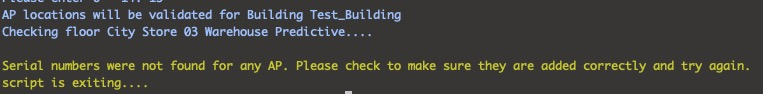 AP locations will be validated for Building Test_Building
Checking floor City Store 03 Warehouse Predictive....
Serial numbers were not found for any AP. Please check to make sure they are added correctly and try again.
script is exiting....